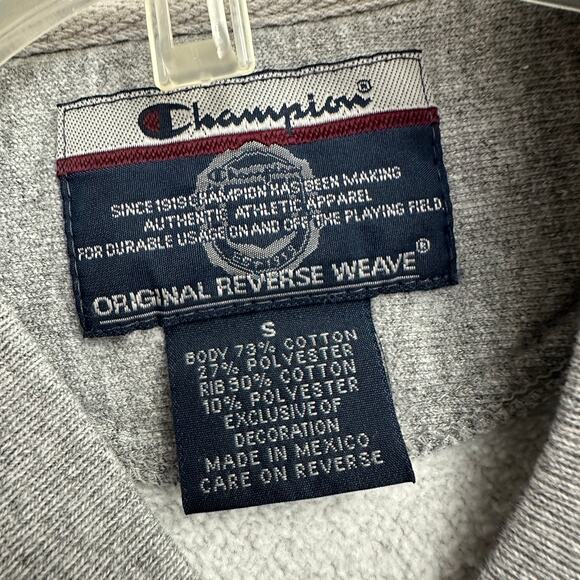 Champion®
SINCE 1919 CHAMPION HAS BEEN MAKING
AUTHENTIC ATHLETIC APPAREL
FOR DURABLE USAGE ON AND OFF THE PLAYING FIELD
ORIGINAL REVERSE WEAVE®
S
BODY 73% COTTON
27% POLYESTER
RIB 90% COTTON
10% POLYESTER
EXCLUSIVE OF
DECORATION
MADE IN MEXICO
CARE ON REVERSE